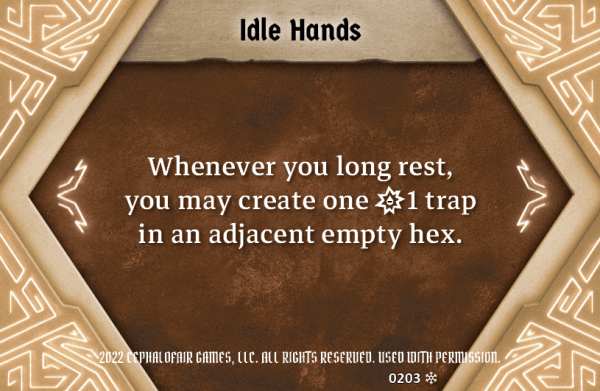 Idle Hands
Whenever you long rest,
you may create one 1 trap
in an adjacent empty hex.
2022 CEPHALOFAIR GAMES, LLC. ALL RIGHTS RESERVED. USED WITH PERMISSION.
0203